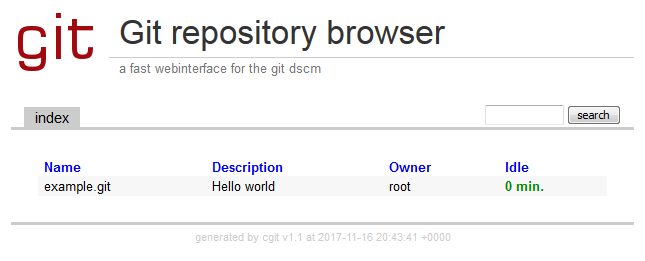 git
Git repository browser
a fast webinterface for the git dscm
index
search
Name Description Owner Idle
example.git Hello world root 0 min.
generated by cgit v1.1 at 2017-11-16 20:43:41 +0000